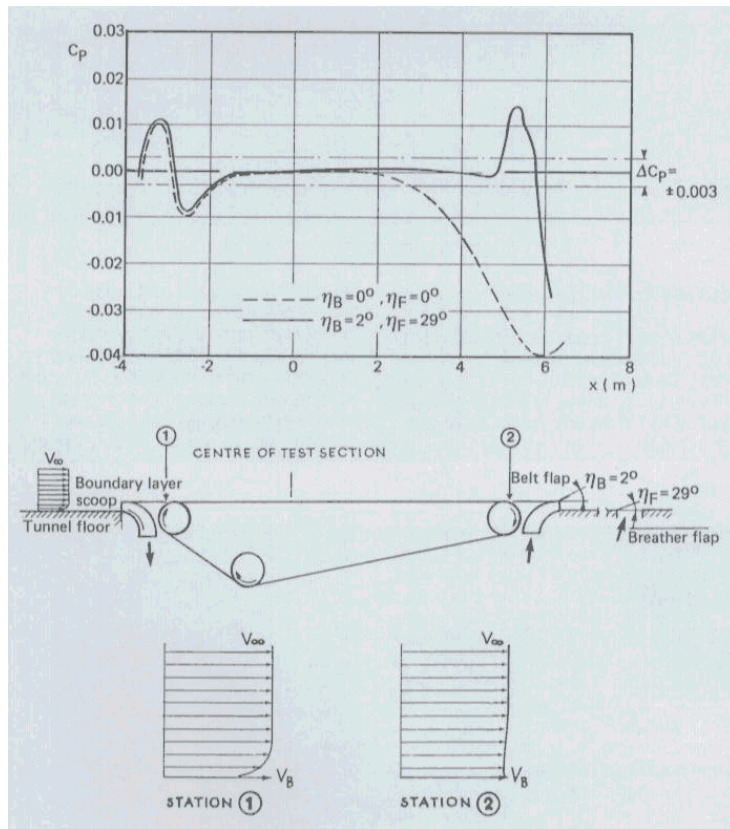 C_P
0.03
0.02
0.01
0.00
-0.01
-0.02
-0.03
-0.04
ΔC_P=
±0.003
η_B=0°, η_F=0°
η_B=2°, η_F=29°
-4 -2 0 2 4 6 8
x (m)
① ②
CENTRE OF TEST SECTION
V∞
Boundary layer
scoop
Tunnel floor
Belt flap
η_B=2°
η_F=29°
Breather flap
V∞ V∞
V_B V_B
STATION ① STATION ②